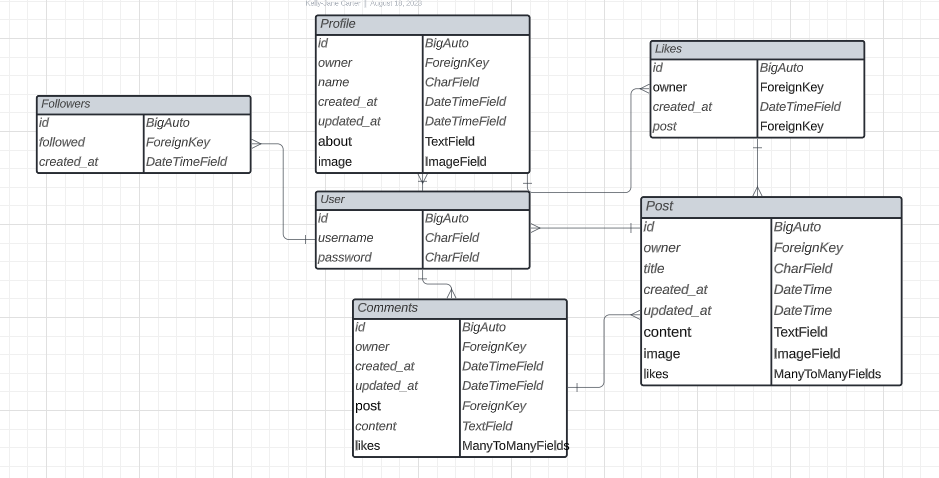 Kelly-Jane Carter | August 18, 2023
Profile
id BigAuto
owner ForeignKey
name CharField
created_at DateTimeField
updated_at DateTimeField
about TextField
image ImageField
Likes
id BigAuto
owner ForeignKey
created_at DateTimeField
post ForeignKey
Followers
id BigAuto
followed ForeignKey
created_at DateTimeField
User
id BigAuto
username CharField
password CharField
Post
id BigAuto
owner ForeignKey
title CharField
created_at DateTime
updated_at DateTime
content TextField
image ImageField
likes ManyToManyFields
Comments
id BigAuto
owner ForeignKey
created_at DateTimeField
updated_at DateTimeField
post ForeignKey
content TextField
likes ManyToManyFields